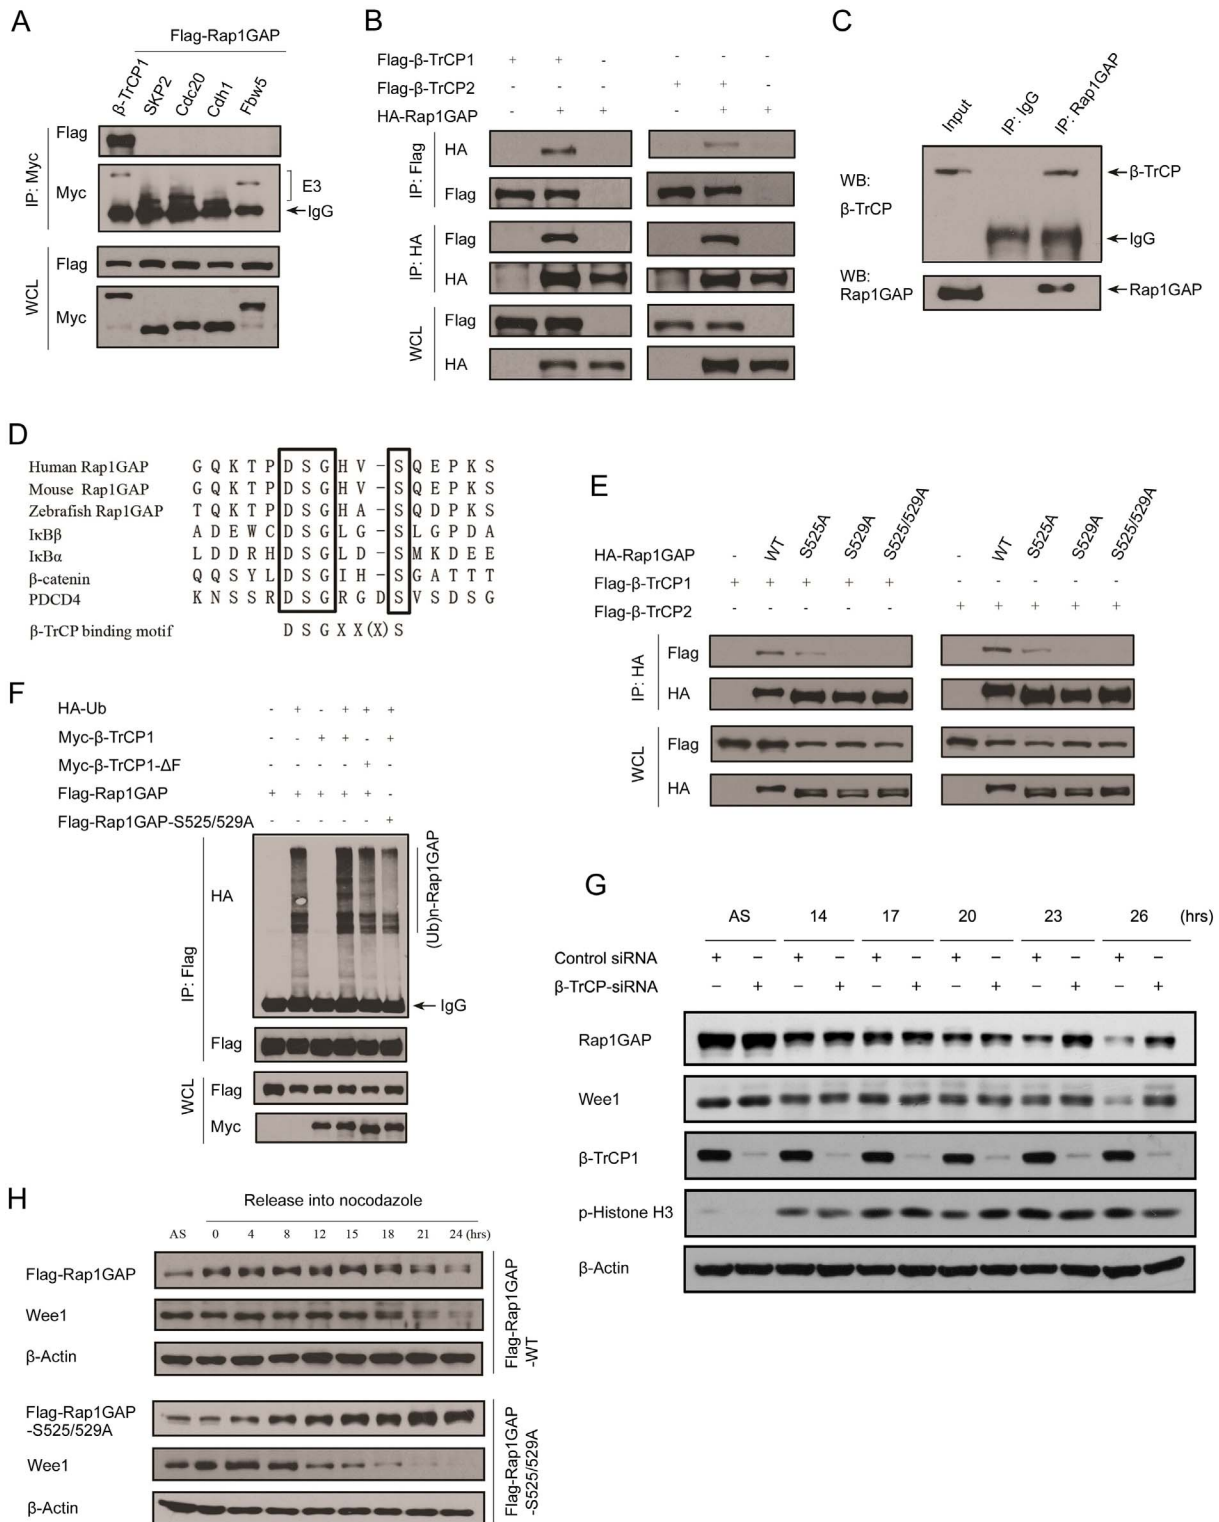 A
Flag-Rap1GAP
β-TrCP1 SKP2 Cdc20 Cdh1 Fbw5
IP: Myc
Flag
Myc
E3
IgG
WCL
Flag
Myc
B
Flag-β-TrCP1 + + - - - -
Flag-β-TrCP2 - - - + + -
HA-Rap1GAP - + + - + +
IP: Flag
HA
Flag
IP: HA
Flag
HA
WCL
Flag
HA
C
Input IP: IgG IP: Rap1GAP
WB:
β-TrCP
β-TrCP
IgG
WB:
Rap1GAP
Rap1GAP
D
Human Rap1GAP G Q K T P D S G H V - S Q E P K S
Mouse Rap1GAP G Q K T P D S G H V - S Q E P K S
Zebrafish Rap1GAP T Q K T P D S G H A - S Q D P K S
IκBβ A D E W C D S G L G - S L G P D A
IκBα L D D R H D S G L D - S M K D E E
β-catenin Q Q S Y L D S G I H - S G A T T T
PDCD4 K N S S R D S G R G D S V S D S G
β-TrCP binding motif D S G X X (X) S
E
HA-Rap1GAP - WT S525A S529A S525/529A - WT S525A S529A S525/529A
Flag-β-TrCP1 + + + + + - - - - -
Flag-β-TrCP2 - - - - - + + + + +
IP: HA
Flag
HA
WCL
Flag
HA
F
HA-Ub - + - + + +
Myc-β-TrCP1 - - + + - +
Myc-β-TrCP1-ΔF - - - - + -
Flag-Rap1GAP + + + + + -
Flag-Rap1GAP-S525/529A - - - - - +
IP: Flag
HA
(Ub)n-Rap1GAP
IgG
Flag
WCL
Flag
Myc
G
AS 14 17 20 23 26 (hrs)
Control siRNA + – + – + – + – + – + –
β-TrCP-siRNA – + – + – + – + – + – +
Rap1GAP
Wee1
β-TrCP1
p-Histone H3
β-Actin
H
Release into nocodazole
AS 0 4 8 12 15 18 21 24 (hrs)
Flag-Rap1GAP
Wee1
β-Actin
Flag-Rap1GAP
-WT
Flag-Rap1GAP
-S525/529A
Wee1
β-Actin
Flag-Rap1GAP
-S525/529A